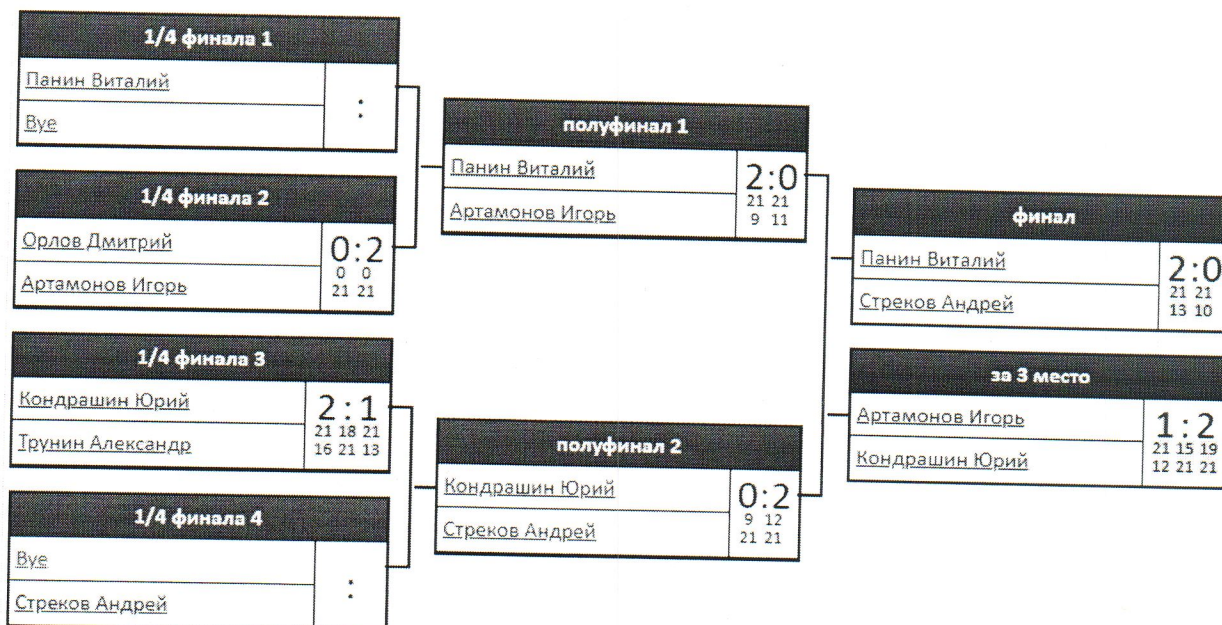 1/4 финала 1
Панин Виталий
:
Bye
1/4 финала 2
Орлов Дмитрий
0:2
0 0
Артамонов Игорь
21 21
1/4 финала 3
Кондрашин Юрий
2:1
21 18 21
Трунин Александр
16 21 13
1/4 финала 4
Bye
:
Стреков Андрей
полуфинал 1
Панин Виталий
2:0
21 21
Артамонов Игорь
9 11
полуфинал 2
Кондрашин Юрий
0:2
9 12
Стреков Андрей
21 21
финал
Панин Виталий
2:0
21 21
Стреков Андрей
13 10
за 3 место
Артамонов Игорь
1:2
21 15 19
Кондрашин Юрий
12 21 21